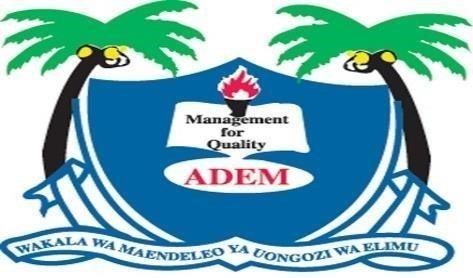 Management
for
Quality
ADEM
WAKALA WA MAENDELEO YA UONGOZI WA ELIMU